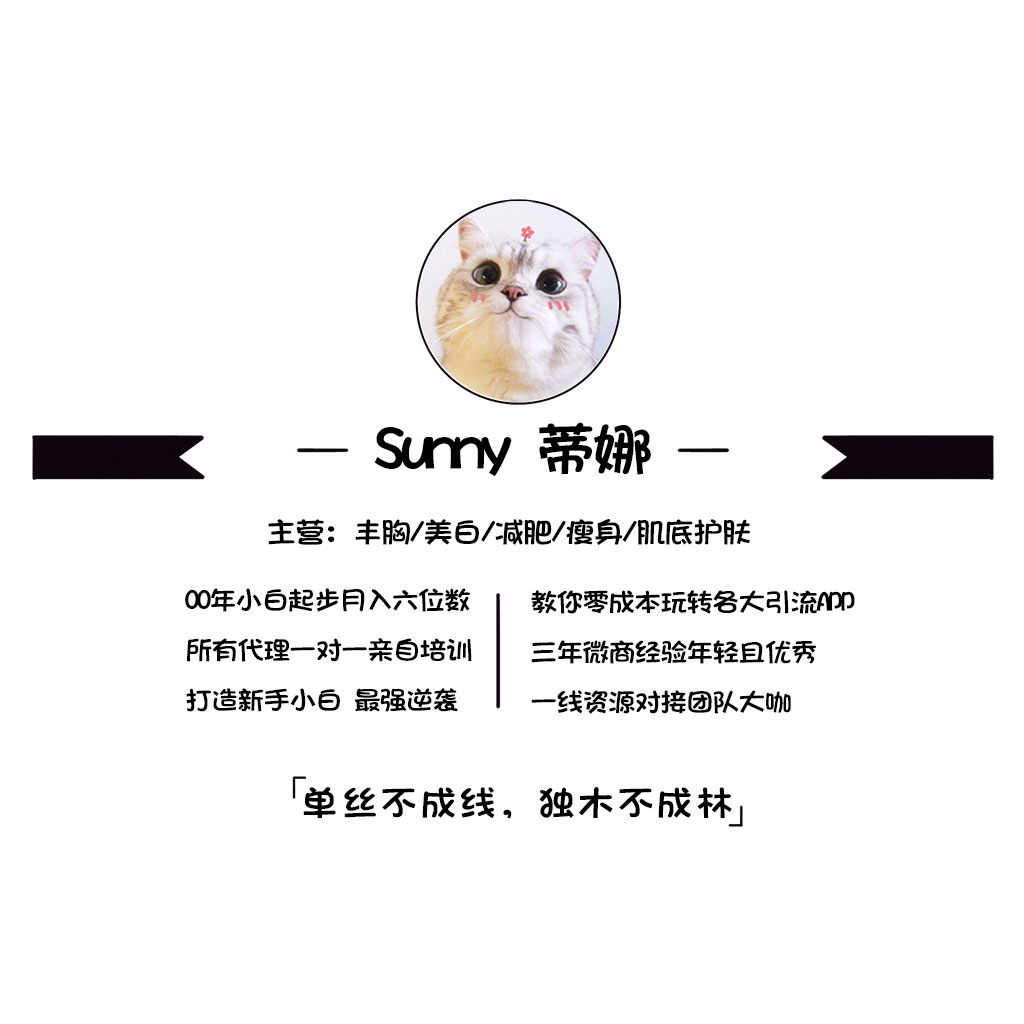 Sunny 蒂娜
主营：丰胸/美白/减肥/瘦身/肌底护肤
00年小白起步月入六位数
所有代理一对一亲自培训
打造新手小白 最强逆袭
教你零成本玩转各大引流APP
三年微商经验年轻且优秀
一线资源对接团队大咖
「单丝不成线，独木不成林」